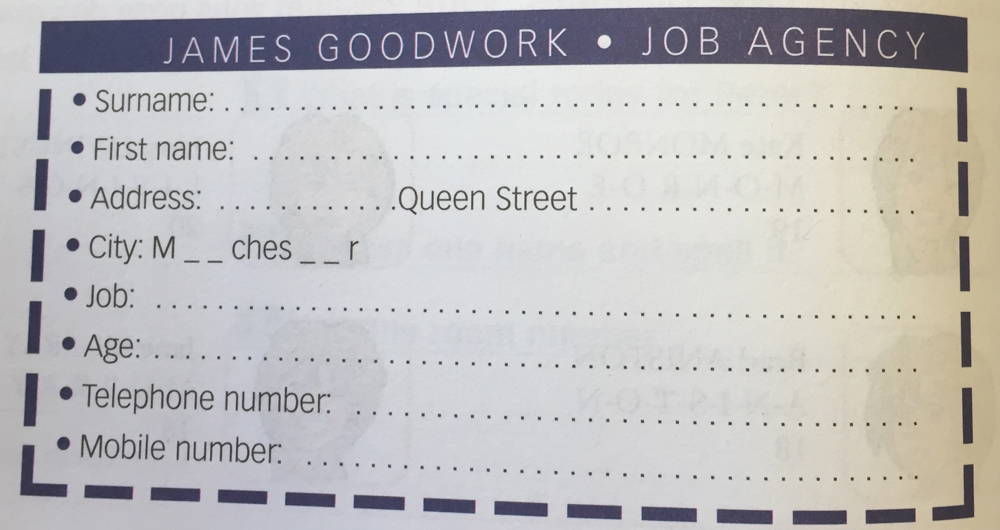 JAMES GOODWORK • JOB AGENCY
• Surname: ........................................
• First name: ........................................
• Address: .............Queen Street ....................
• City: M _ _ ches _ _ r
• Job: ........................................
• Age: ........................................
• Telephone number: ..............................
• Mobile number: ..............................